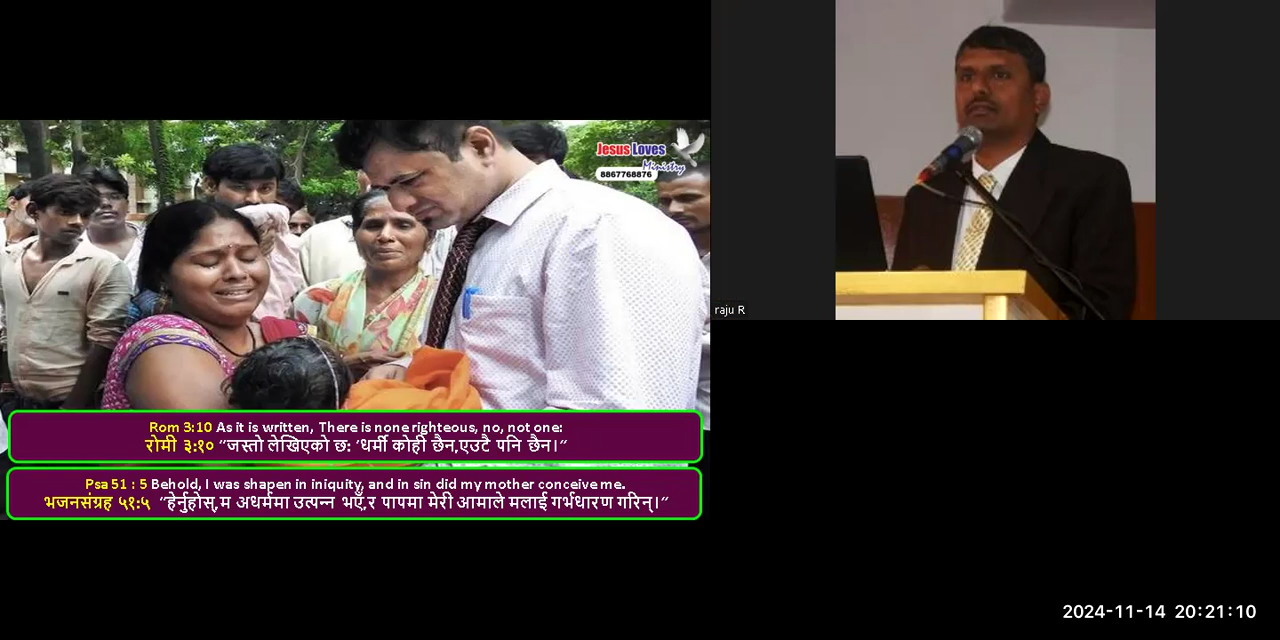 Jesus Loves
Ministry
8867768876
raju R
Rom 3:10 As it is written, There is none righteous, no, not one:
रोमी ३:१० “जस्तो लेखिएको छ: ‘धर्मी कोही छैन,एउटै पनि छैन।”
Psa 51 : 5 Behold, I was shapen in iniquity, and in sin did my mother conceive me.
भजनसंग्रह ५१:५ “हेर्नुहोस्,म अधर्ममा उत्पन्न भएँ,र पापमा मेरी आमाले मलाई गर्भधारण गरिन्।”
2024-11-14 20:21:10